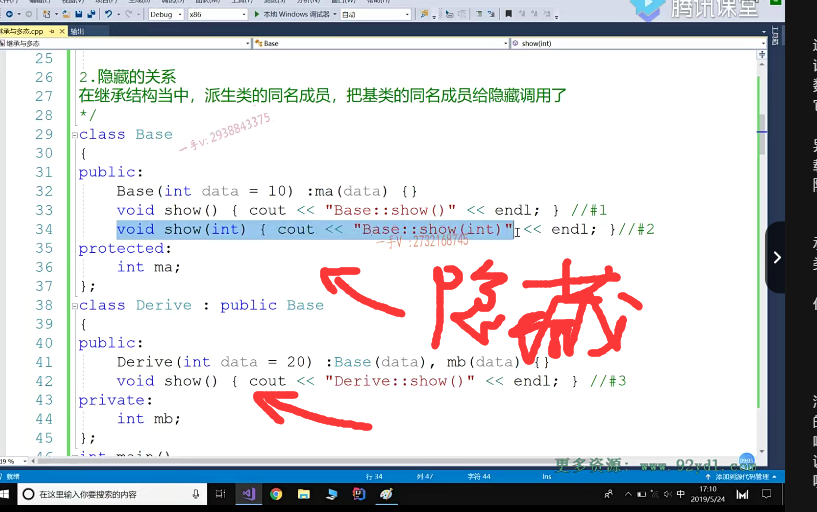 继承与多态.cpp 输出
Debug x86 本地 Windows 调试器 自动
腾讯课堂
继承与多态 Base show(int)
25
26 2.隐藏的关系
27 在继承结构当中，派生类的同名成员，把基类的同名成员给隐藏调用了
28 */
29 class Base
一手v: 2938843375
30 {
31 public:
32 Base(int data = 10) :ma(data) {}
33 void show() { cout << "Base::show()" << endl; } //#1
34 void show(int) { cout << "Base::show(int)" << endl; }//#2
一手V :2732168745
35 protected:
36 int ma;
37 };
隐藏
38 class Derive : public Base
39 {
40 public:
41 Derive(int data = 20) :Base(data), mb(data) {}
42 void show() { cout << "Derive::show()" << endl; } //#3
43 private:
44 int mb;
45 };
46 int main()
更多资源: www.92xd.com
行 34 列 47 字符 44 Ins 添加到源代码管理
在这里输入你要搜索的内容
中 17:10
2019/5/24